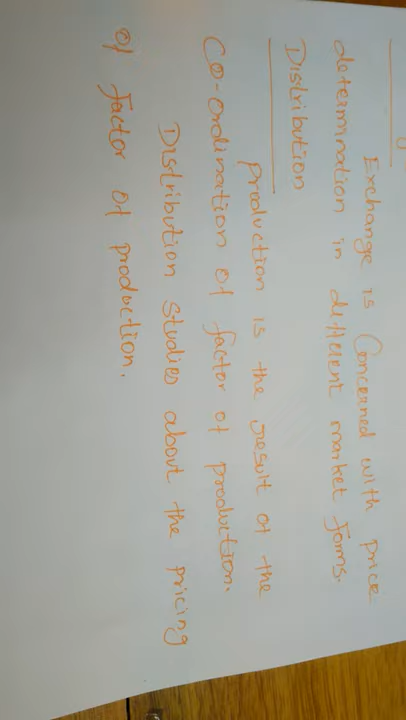 Exchange is Concerned with price
determination in different market forms.
Distribution
Production is the result of the
Co-ordination of factor of production.
Distribution Studies about the pricing
of factor of production.